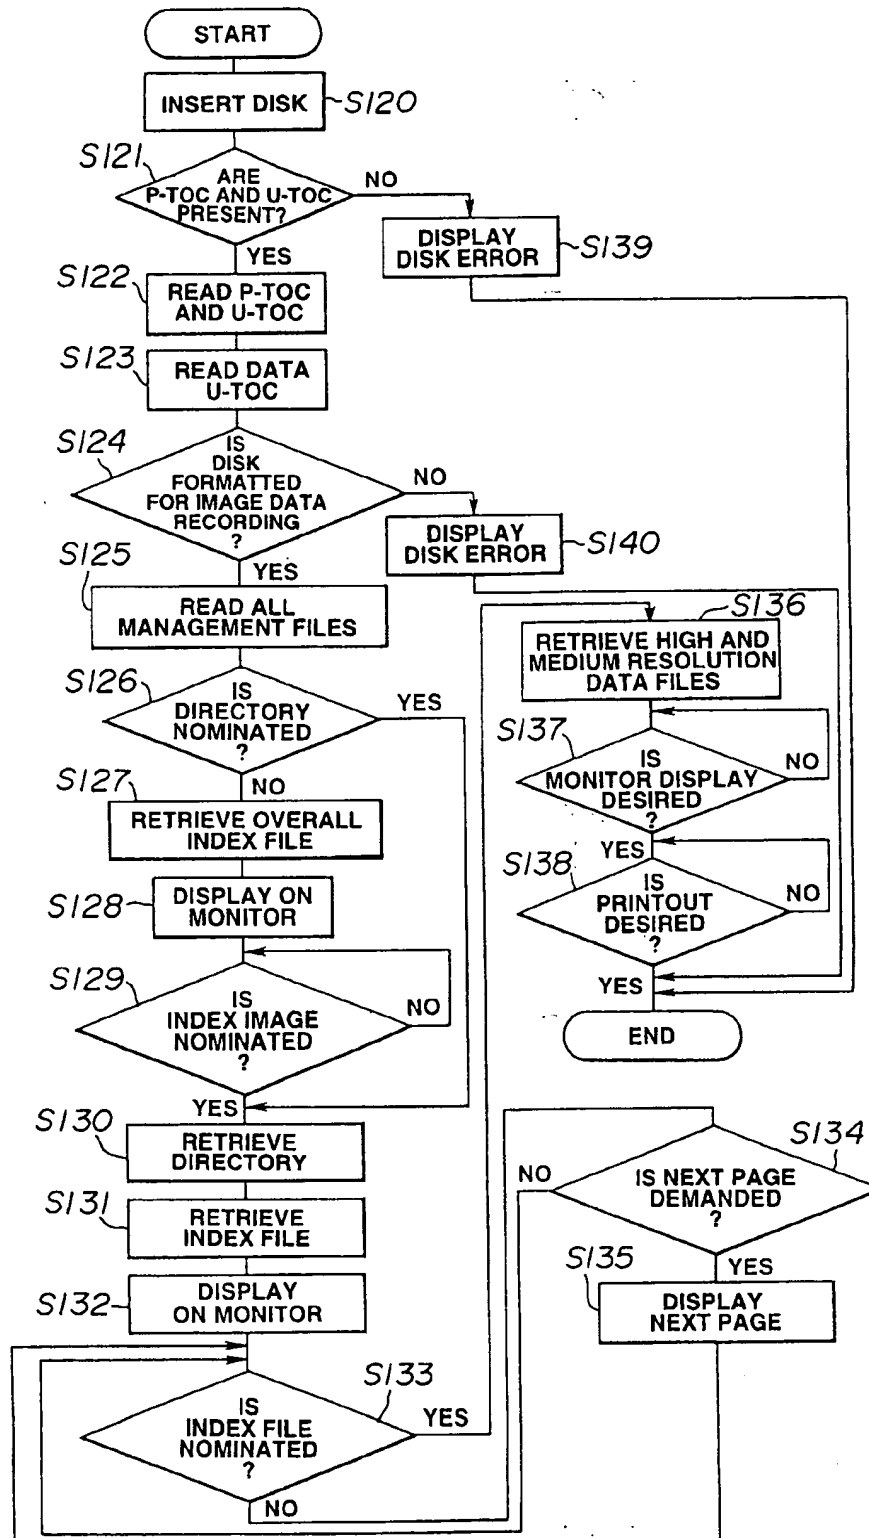 START
INSERT DISK
S120
S121
ARE
P-TOC AND U-TOC
PRESENT?
NO
YES
DISPLAY
DISK ERROR
S139
S122
READ P-TOC
AND U-TOC
S123
READ DATA
U-TOC
S124
IS
DISK
FORMATTED
FOR IMAGE DATA
RECORDING
?
NO
YES
DISPLAY
DISK ERROR
S140
S125
READ ALL
MANAGEMENT FILES
S126
IS
DIRECTORY
NOMINATED
?
YES
NO
S127
RETRIEVE OVERALL
INDEX FILE
S128
DISPLAY ON
MONITOR
S129
IS
INDEX IMAGE
NOMINATED
?
NO
YES
S130
RETRIEVE
DIRECTORY
S131
RETRIEVE
INDEX FILE
S132
DISPLAY
ON MONITOR
S133
IS
INDEX FILE
NOMINATED
?
YES
NO
S134
IS NEXT PAGE
DEMANDED
?
NO
YES
S135
DISPLAY
NEXT PAGE
S136
RETRIEVE HIGH AND
MEDIUM RESOLUTION
DATA FILES
S137
IS
MONITOR DISPLAY
DESIRED
?
NO
YES
S138
IS
PRINTOUT
DESIRED
?
NO
YES
END